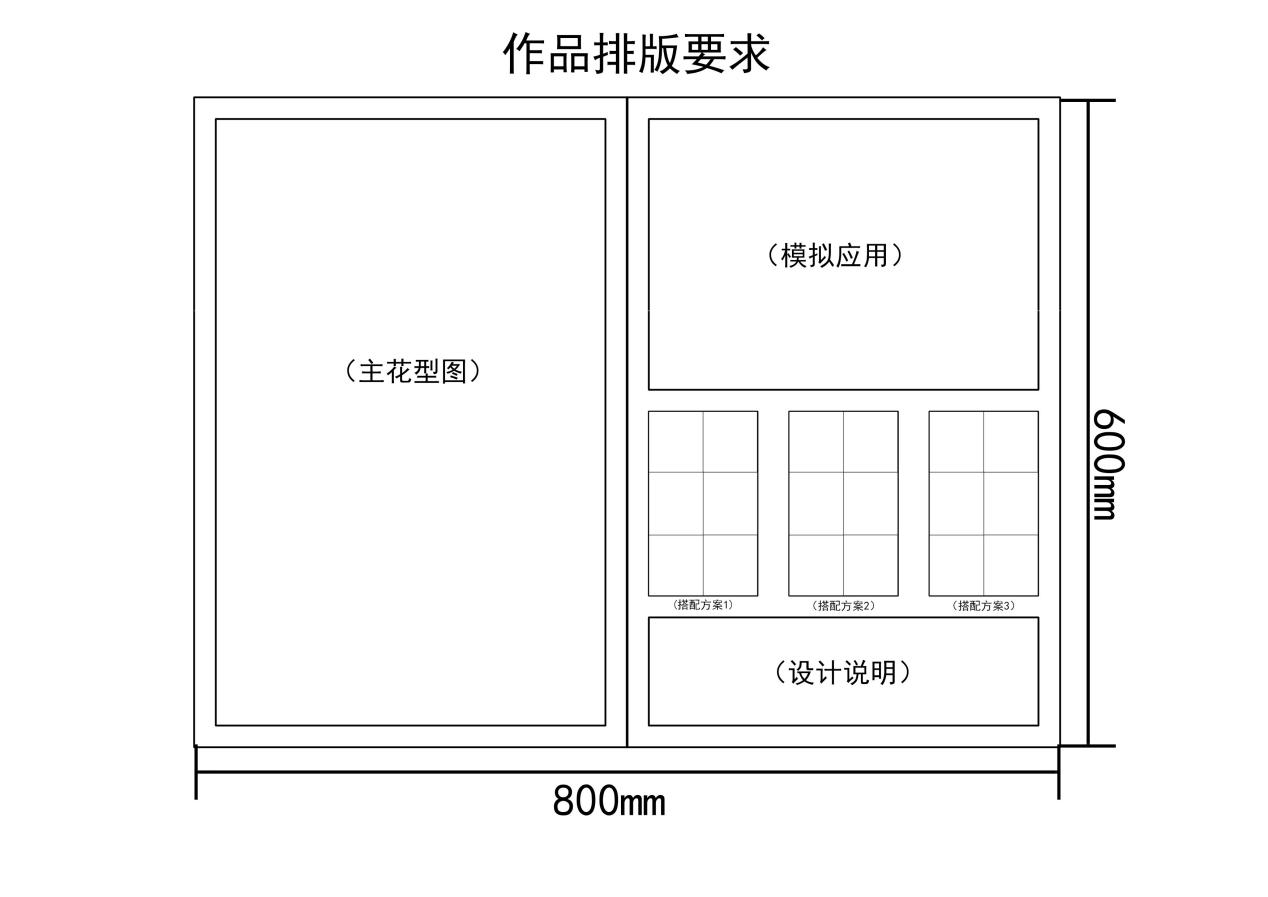 作品排版要求
（主花型图）
（模拟应用）
（搭配方案1）
（搭配方案2）
（搭配方案3）
（设计说明）
600mm
800mm